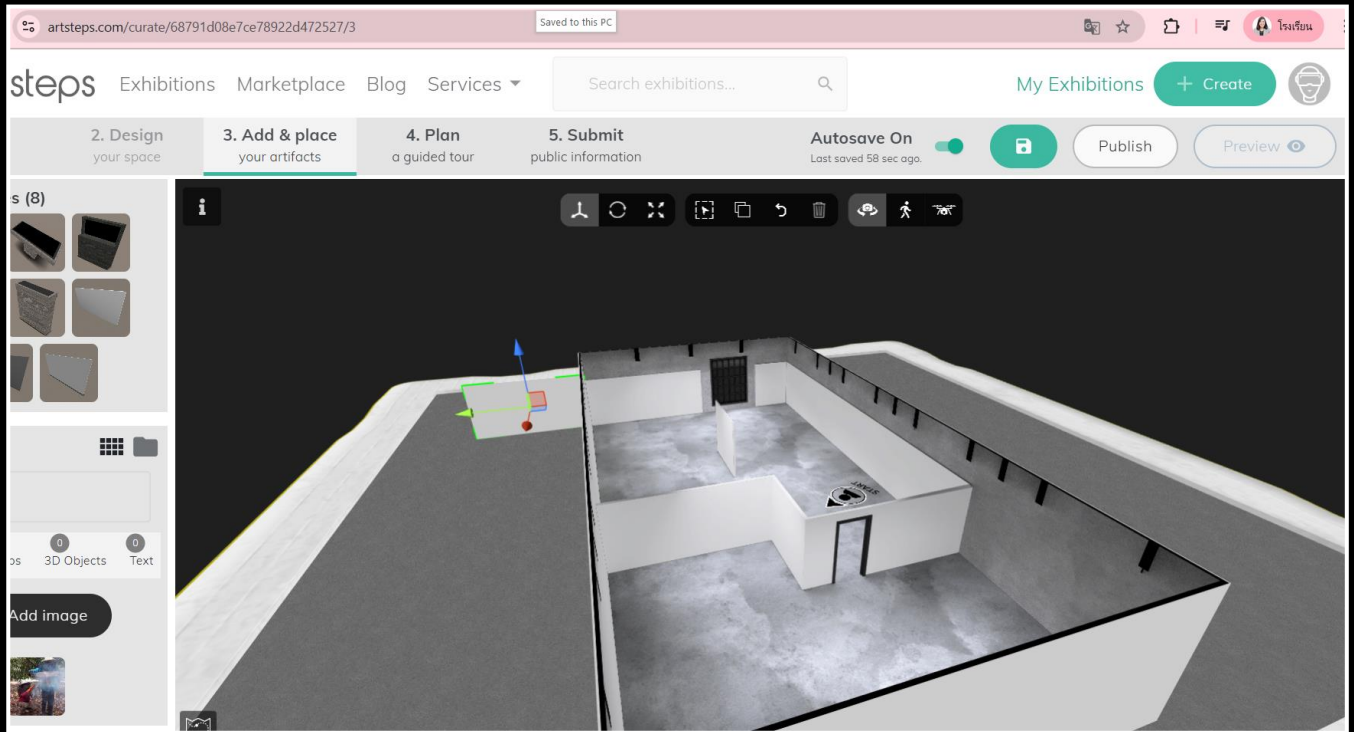 artsteps.com/curate/68791d08e7ce78922d472527/3
Saved to this PC
โรงเรียน
steps
Exhibitions
Marketplace
Blog
Services
Search exhibitions...
My Exhibitions
+ Create
2. Design
your space
3. Add & place
your artifacts
4. Plan
a guided tour
5. Submit
public information
Autosave On
Last saved 58 sec ago.
Publish
Preview
s (8)
i
START
0
0
os
3D Objects
Text
Add image